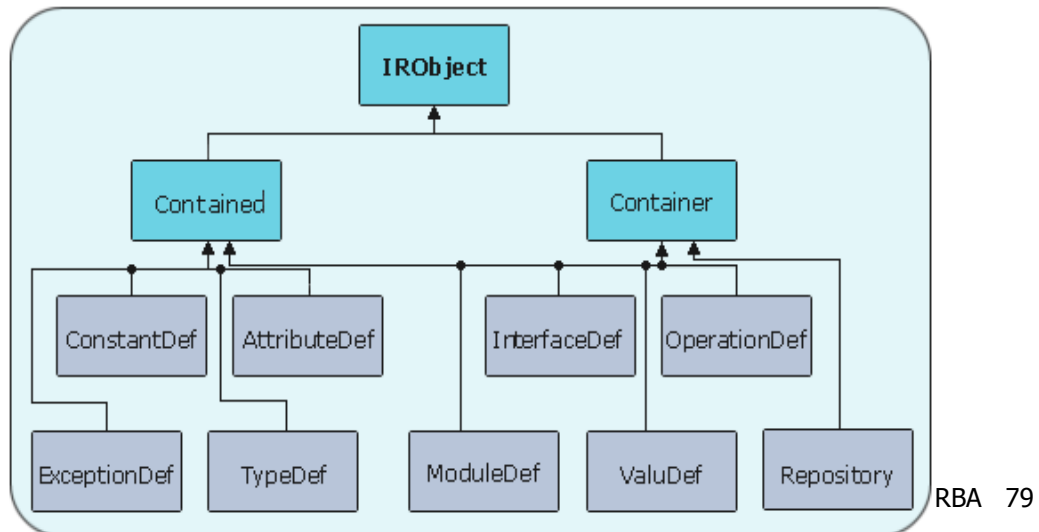 IRObject
Contained
Container
ConstantDef
AttributeDef
InterfaceDef
OperationDef
ExceptionDef
TypeDef
ModuleDef
ValuDef
Repository
RBA 79